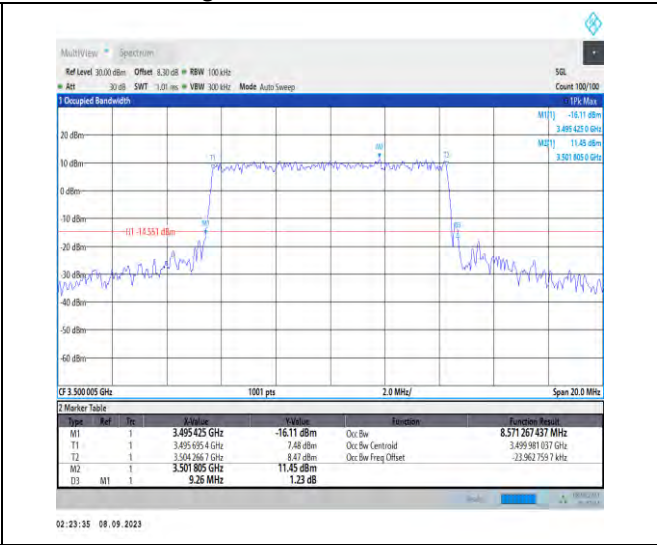 MultiView Spectrum
Ref Level 30.00 dBm Offset 8.30 dB RBW 100 kHz SGL
Att 30 dB SWT 1.01 ms VBW 300 kHz Mode Auto Sweep Count 100/100
1 Occupied Bandwidth 1Pk Max
M1[1] -16.11 dBm
3.495 425 0 GHz
M2[1] 11.45 dBm
3.501 805 0 GHz
20 dBm
M2
T1 T2
10 dBm
0 dBm
-10 dBm
M1 D3
H1 -14.551 dBm
-20 dBm
-30 dBm
-40 dBm
-50 dBm
-60 dBm
CF 3.500 005 GHz 1001 pts 2.0 MHz/ Span 20.0 MHz
2 Marker Table
Type Ref Trc X-Value Y-Value Function Function Result
M1 1 3.495 425 GHz -16.11 dBm Occ Bw 8.571 267 437 MHz
T1 1 3.495 695 4 GHz 7.48 dBm Occ Bw Centroid 3.499 981 037 GHz
T2 1 3.504 266 7 GHz 8.47 dBm Occ Bw Freq Offset -23.962 759 7 kHz
M2 1 3.501 805 GHz 11.45 dBm
D3 M1 1 9.26 MHz 1.23 dB
02:23:35 08.09.2023